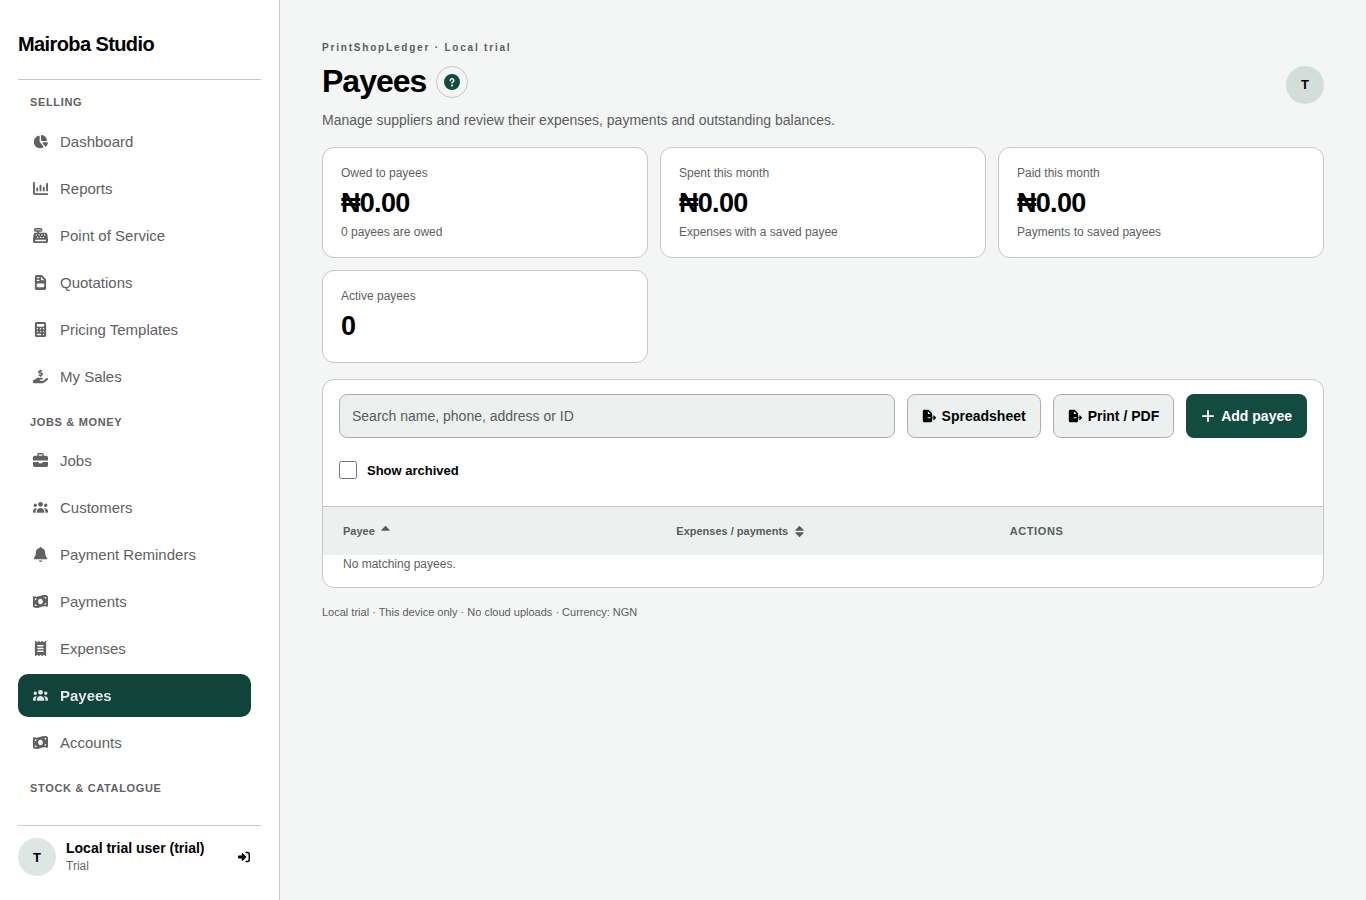 Mairoba Studio
SELLING
Dashboard
Reports
Point of Service
Quotations
Pricing Templates
My Sales
JOBS & MONEY
Jobs
Customers
Payment Reminders
Payments
Expenses
Payees
Accounts
STOCK & CATALOGUE
T
Local trial user (trial)
Trial
PrintShopLedger · Local trial
Payees ?
T
Manage suppliers and review their expenses, payments and outstanding balances.
Owed to payees
₦0.00
0 payees are owed
Spent this month
₦0.00
Expenses with a saved payee
Paid this month
₦0.00
Payments to saved payees
Active payees
0
Search name, phone, address or ID
Spreadsheet
Print / PDF
Add payee
Show archived
Payee
Expenses / payments
ACTIONS
No matching payees.
Local trial · This device only · No cloud uploads · Currency: NGN